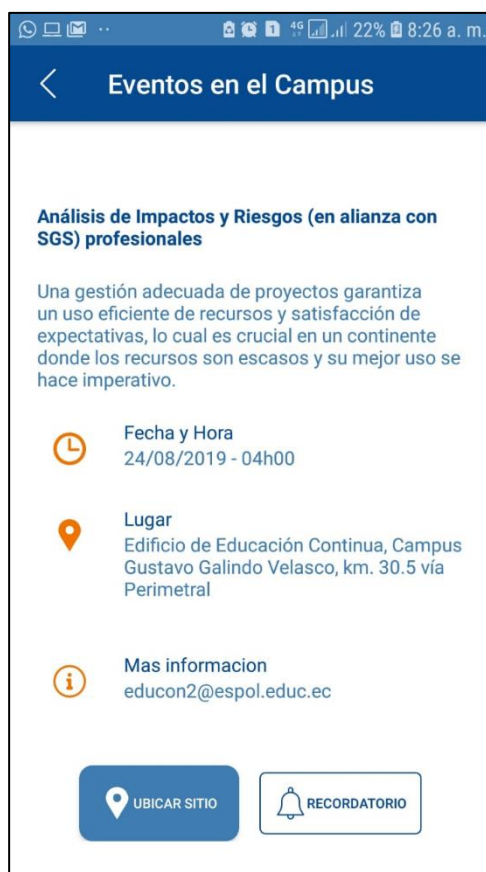 4G 22% 8:26 a. m.
Eventos en el Campus
Análisis de Impactos y Riesgos (en alianza con
SGS) profesionales
Una gestión adecuada de proyectos garantiza
un uso eficiente de recursos y satisfacción de
expectativas, lo cual es crucial en un continente
donde los recursos son escasos y su mejor uso se
hace imperativo.
Fecha y Hora
24/08/2019 - 04h00
Lugar
Edificio de Educación Continua, Campus
Gustavo Galindo Velasco, km. 30.5 vía
Perimetral
Mas informacion
educon2@espol.educ.ec
UBICAR SITIO
RECORDATORIO